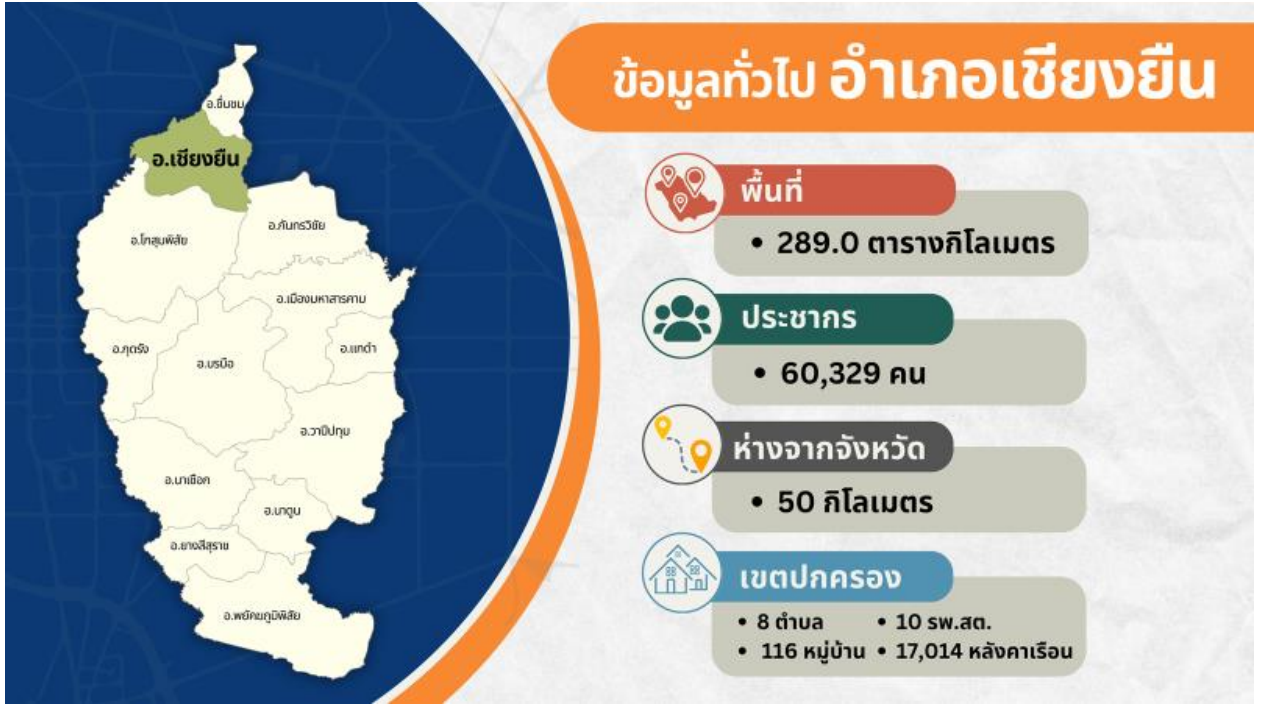 ข้อมูลทั่วไป อำเภอเชียงยืน
อ.ชื่นชม
อ.เชียงยืน
อ.โกสุมพิสัย
อ.กันทรวิชัย
อ.เมืองมหาสารคาม
อ.กุดรัง
อ.บรบือ
อ.แกดำ
อ.วาปีปทุม
อ.นาเชือก
อ.นาดูน
อ.ยางสีสุราช
อ.พยัคฆภูมิพิสัย
พื้นที่
• 289.0 ตารางกิโลเมตร
ประชากร
• 60,329 คน
ห่างจากจังหวัด
• 50 กิโลเมตร
เขตปกครอง
• 8 ตำบล • 10 รพ.สต.
• 116 หมู่บ้าน • 17,014 หลังคาเรือน